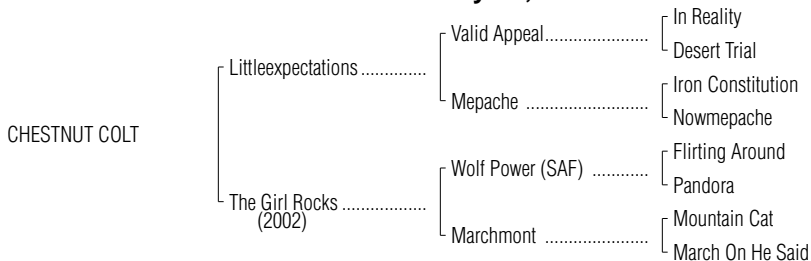 In Reality
Valid Appeal....................
Desert Trial
Littleexpectations ..............
Iron Constitution
Mepache ........................
Nowmepache
CHESTNUT COLT
Flirting Around
Wolf Power (SAF) ............
Pandora
The Girl Rocks ..................
(2002)
Mountain Cat
Marchmont ....................
March On He Said